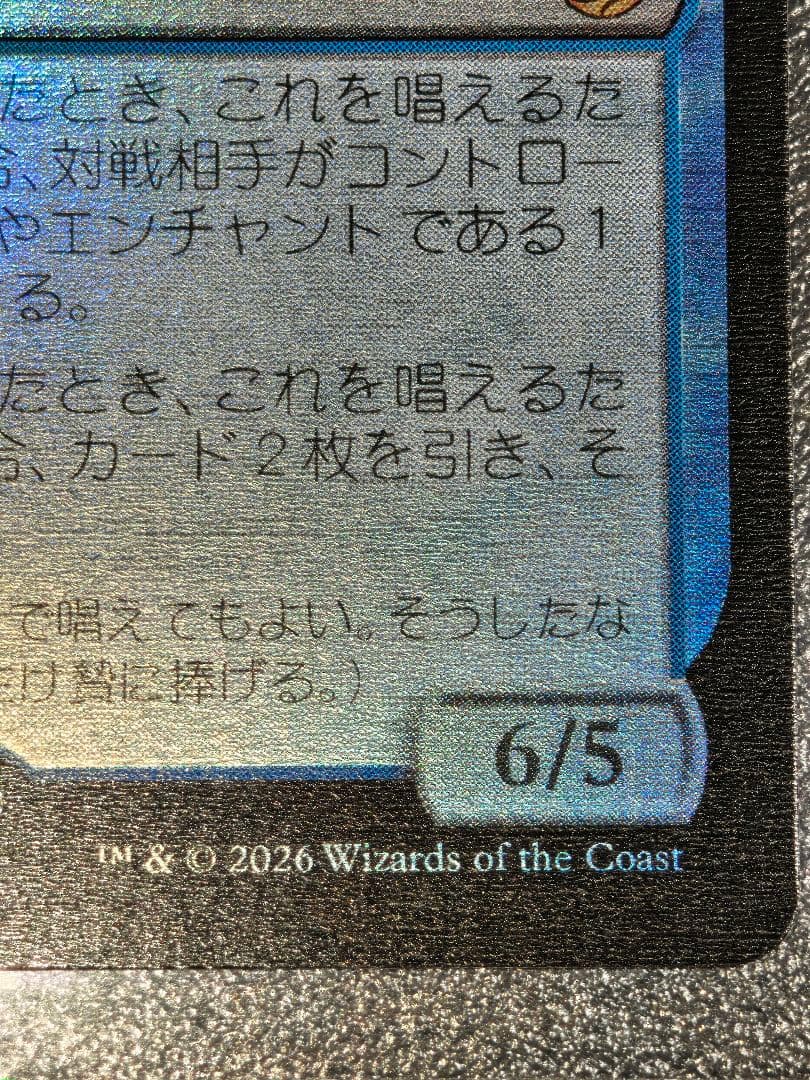 たとき、これを唱えるた
、対戦相手がコントロー
やエンチャントである1
る。
たとき、これを唱えるた
、カード2枚を引き、そ
で唱えてもよい。そうしたな
け贄に捧げる。）
6/5
™ & © 2026 Wizards of the Coast